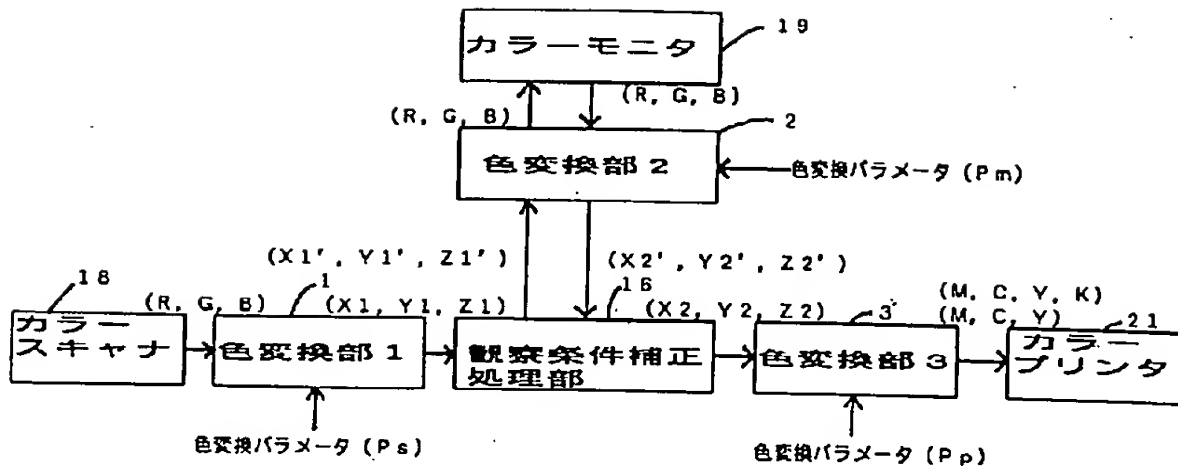 19
カラーモニタ
(R, G, B)
(R, G, B)
2
色変換部2
色変換パラメータ (Pm)
(X1', Y1', Z1')
(X2', Y2', Z2')
18
(R, G, B)
1
(X1, Y1, Z1)
16
(X2, Y2, Z2)
3
(M, C, Y, K)
(M, C, Y)
21
カラー
スキャナ
色変換部1
観察条件補正
処理部
色変換部3
カラー
プリンタ
色変換パラメータ (Ps)
色変換パラメータ (Pp)